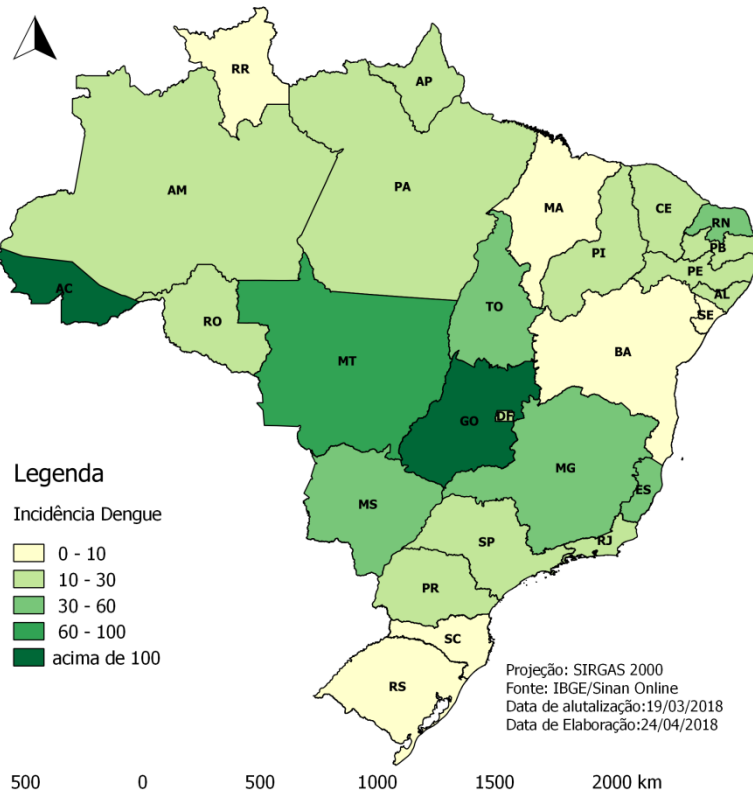 RR
AP
AM
PA
MA
CE
RN
PB
PI
PE
AL
AC
TO
SE
RO
BA
MT
GO
DF
MG
ES
MS
SP
RJ
PR
SC
RS
Legenda
Incidência Dengue
0 - 10
10 - 30
30 - 60
60 - 100
acima de 100
Projeção: SIRGAS 2000
Fonte: IBGE/Sinan Online
Data de alutalização:19/03/2018
Data de Elaboração:24/04/2018
500 0 500 1000 1500 2000 km